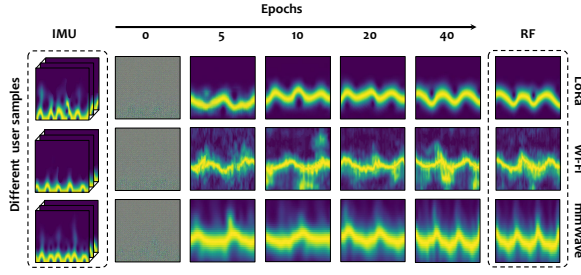 Epochs
IMU 0 5 10 20 40 RF
Different user samples
LoRa
Wi-Fi
mmWave